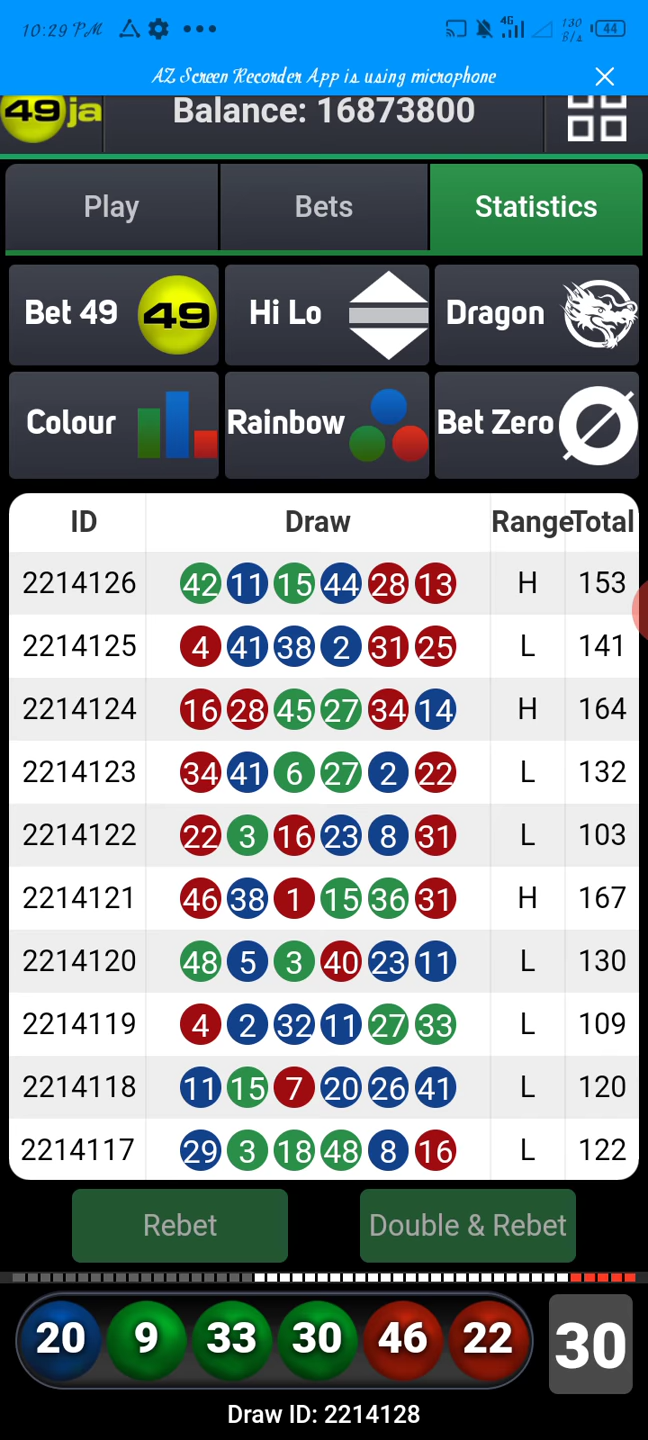 10:29 PM 4G 130 B/s 44
AZ Screen Recorder App is using microphone
49ja Balance: 16873800
Play Bets Statistics
Bet 49 49 Hi Lo Dragon
Colour Rainbow Bet Zero
ID Draw Range Total
2214126 42 11 15 44 28 13 H 153
2214125 4 41 38 2 31 25 L 141
2214124 16 28 45 27 34 14 H 164
2214123 34 41 6 27 2 22 L 132
2214122 22 3 16 23 8 31 L 103
2214121 46 38 1 15 36 31 H 167
2214120 48 5 3 40 23 11 L 130
2214119 4 2 32 11 27 33 L 109
2214118 11 15 7 20 26 41 L 120
2214117 29 3 18 48 8 16 L 122
Rebet Double & Rebet
20 9 33 30 46 22 30
Draw ID: 2214128